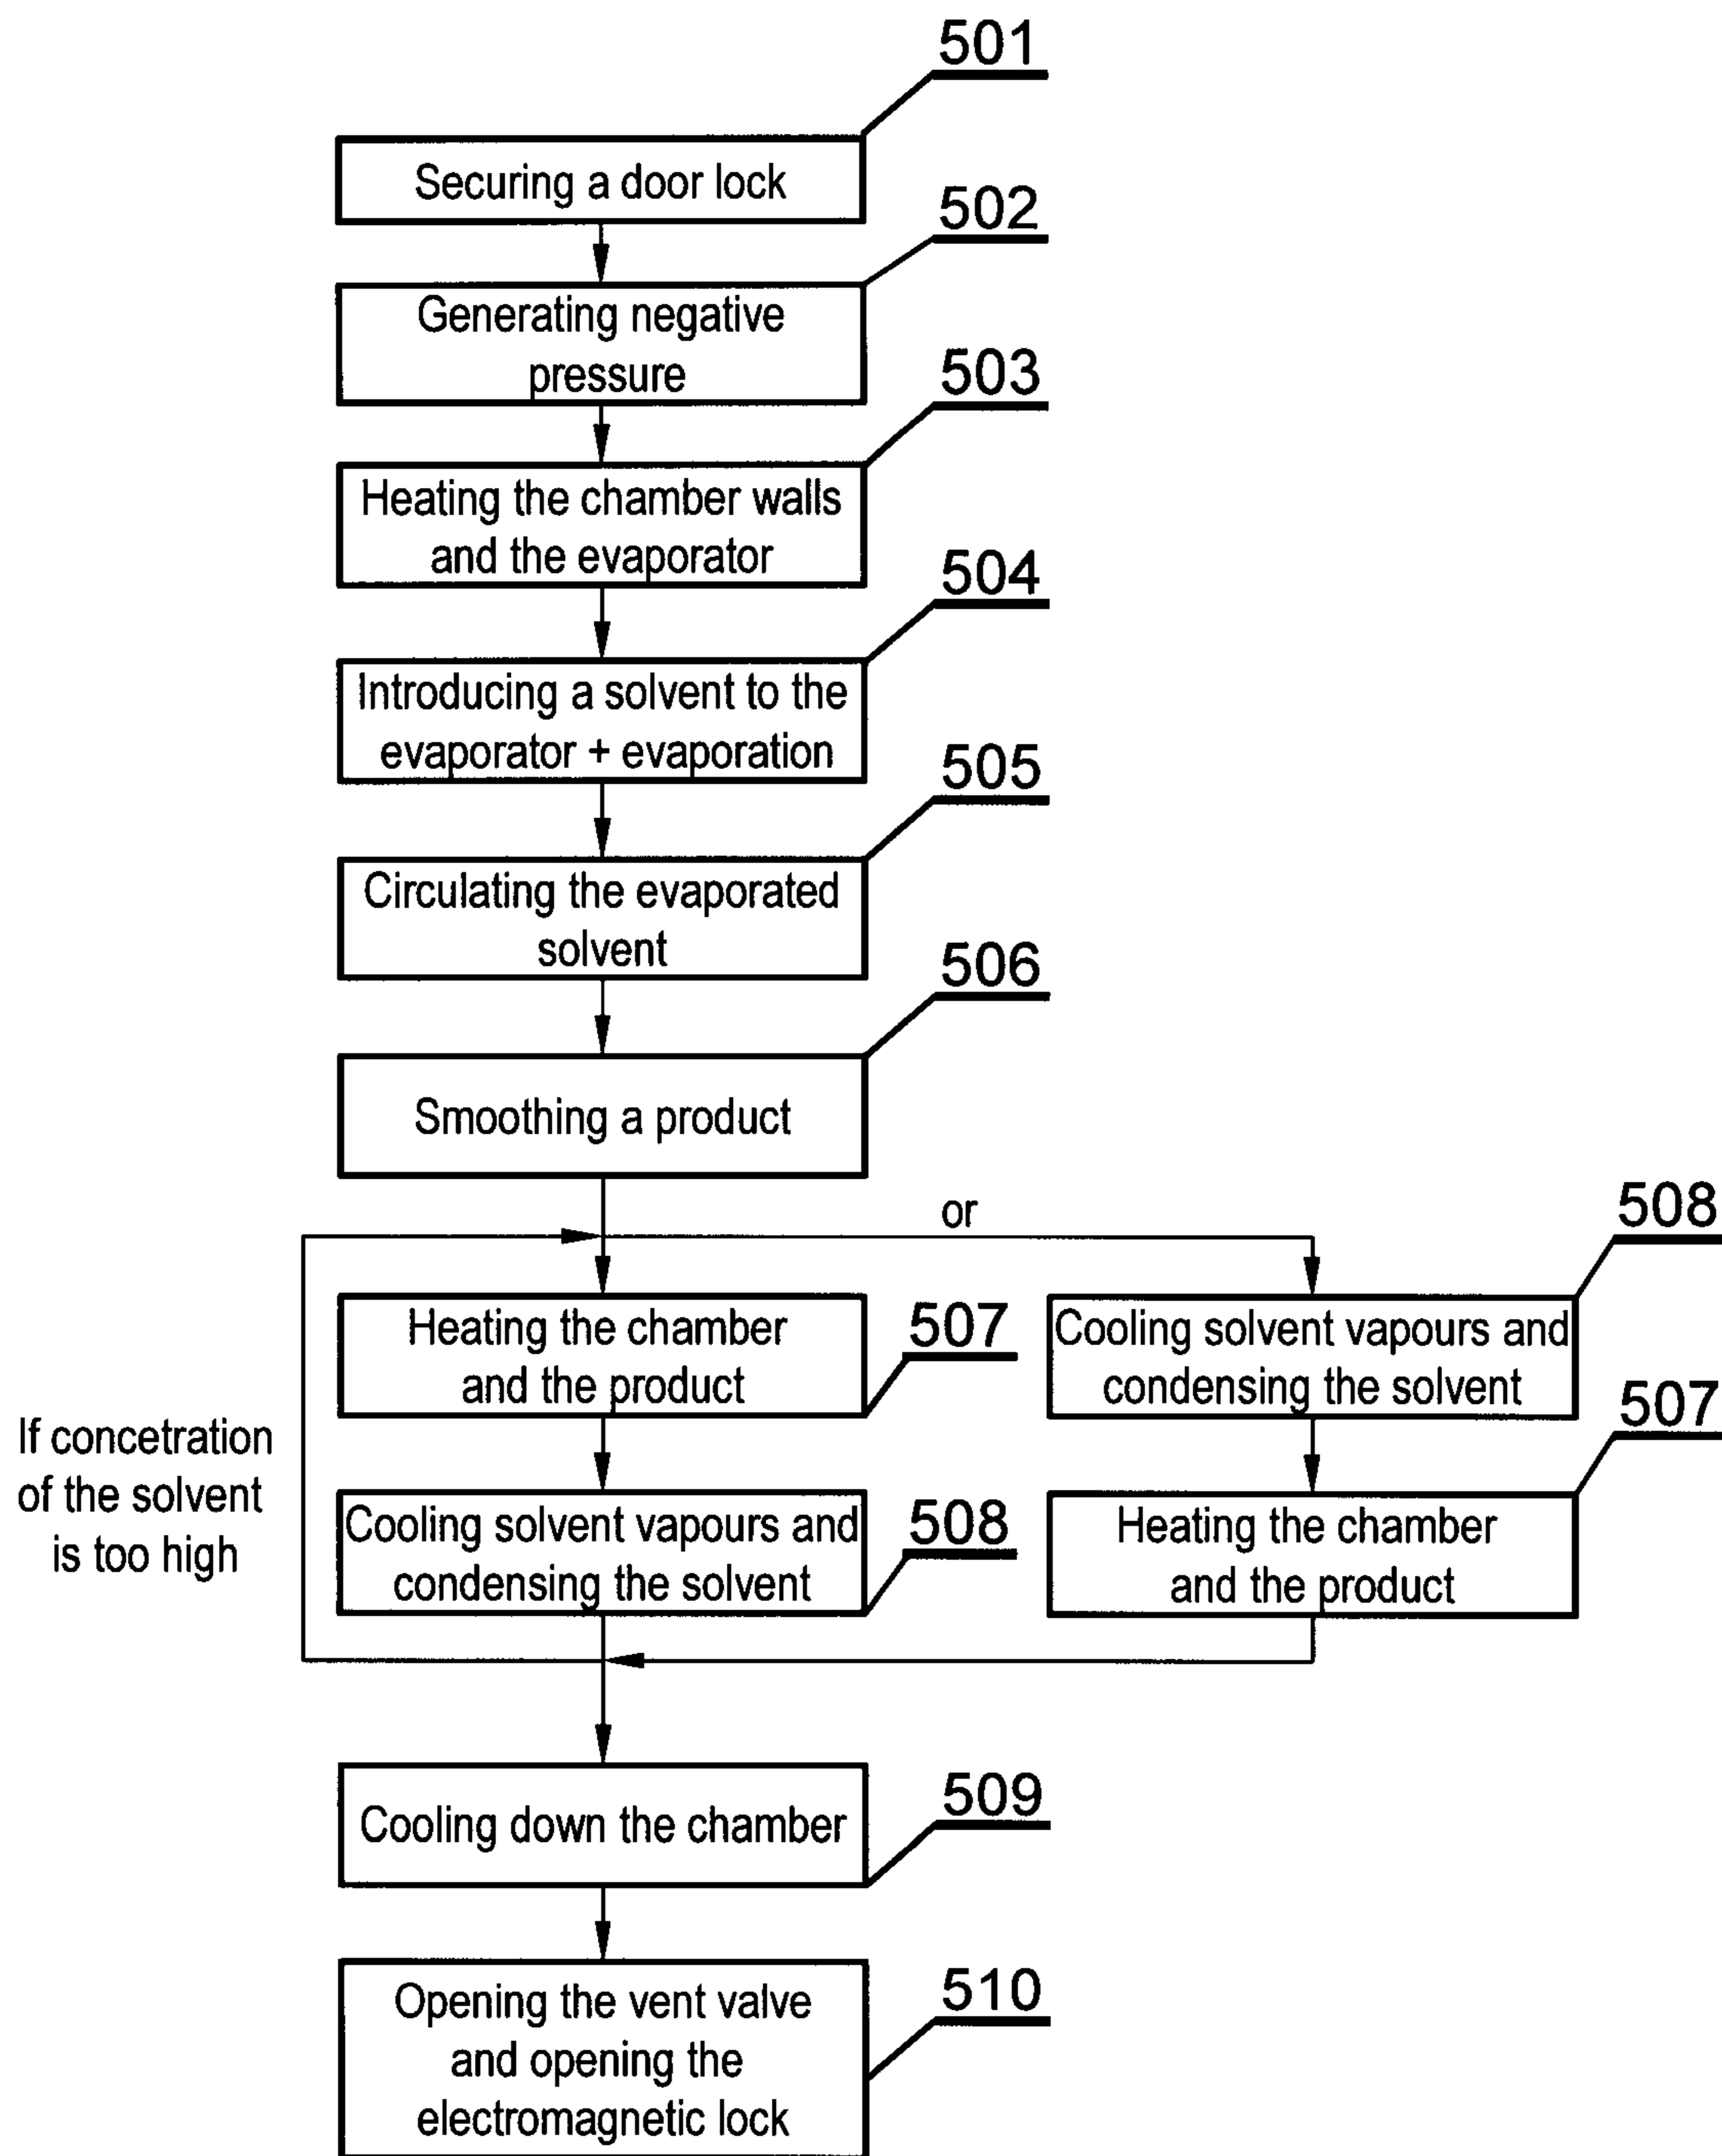 501
Securing a door lock
502
Generating negative
pressure
503
Heating the chamber walls
and the evaporator
504
Introducing a solvent to the
evaporator + evaporation
505
Circulating the evaporated
solvent
506
Smoothing a product
or
508
Heating the chamber
and the product
507
Cooling solvent vapours and
condensing the solvent
507
If concetration
of the solvent
is too high
Cooling solvent vapours and
condensing the solvent
508
Heating the chamber
and the product
509
Cooling down the chamber
510
Opening the vent valve
and opening the
electromagnetic lock